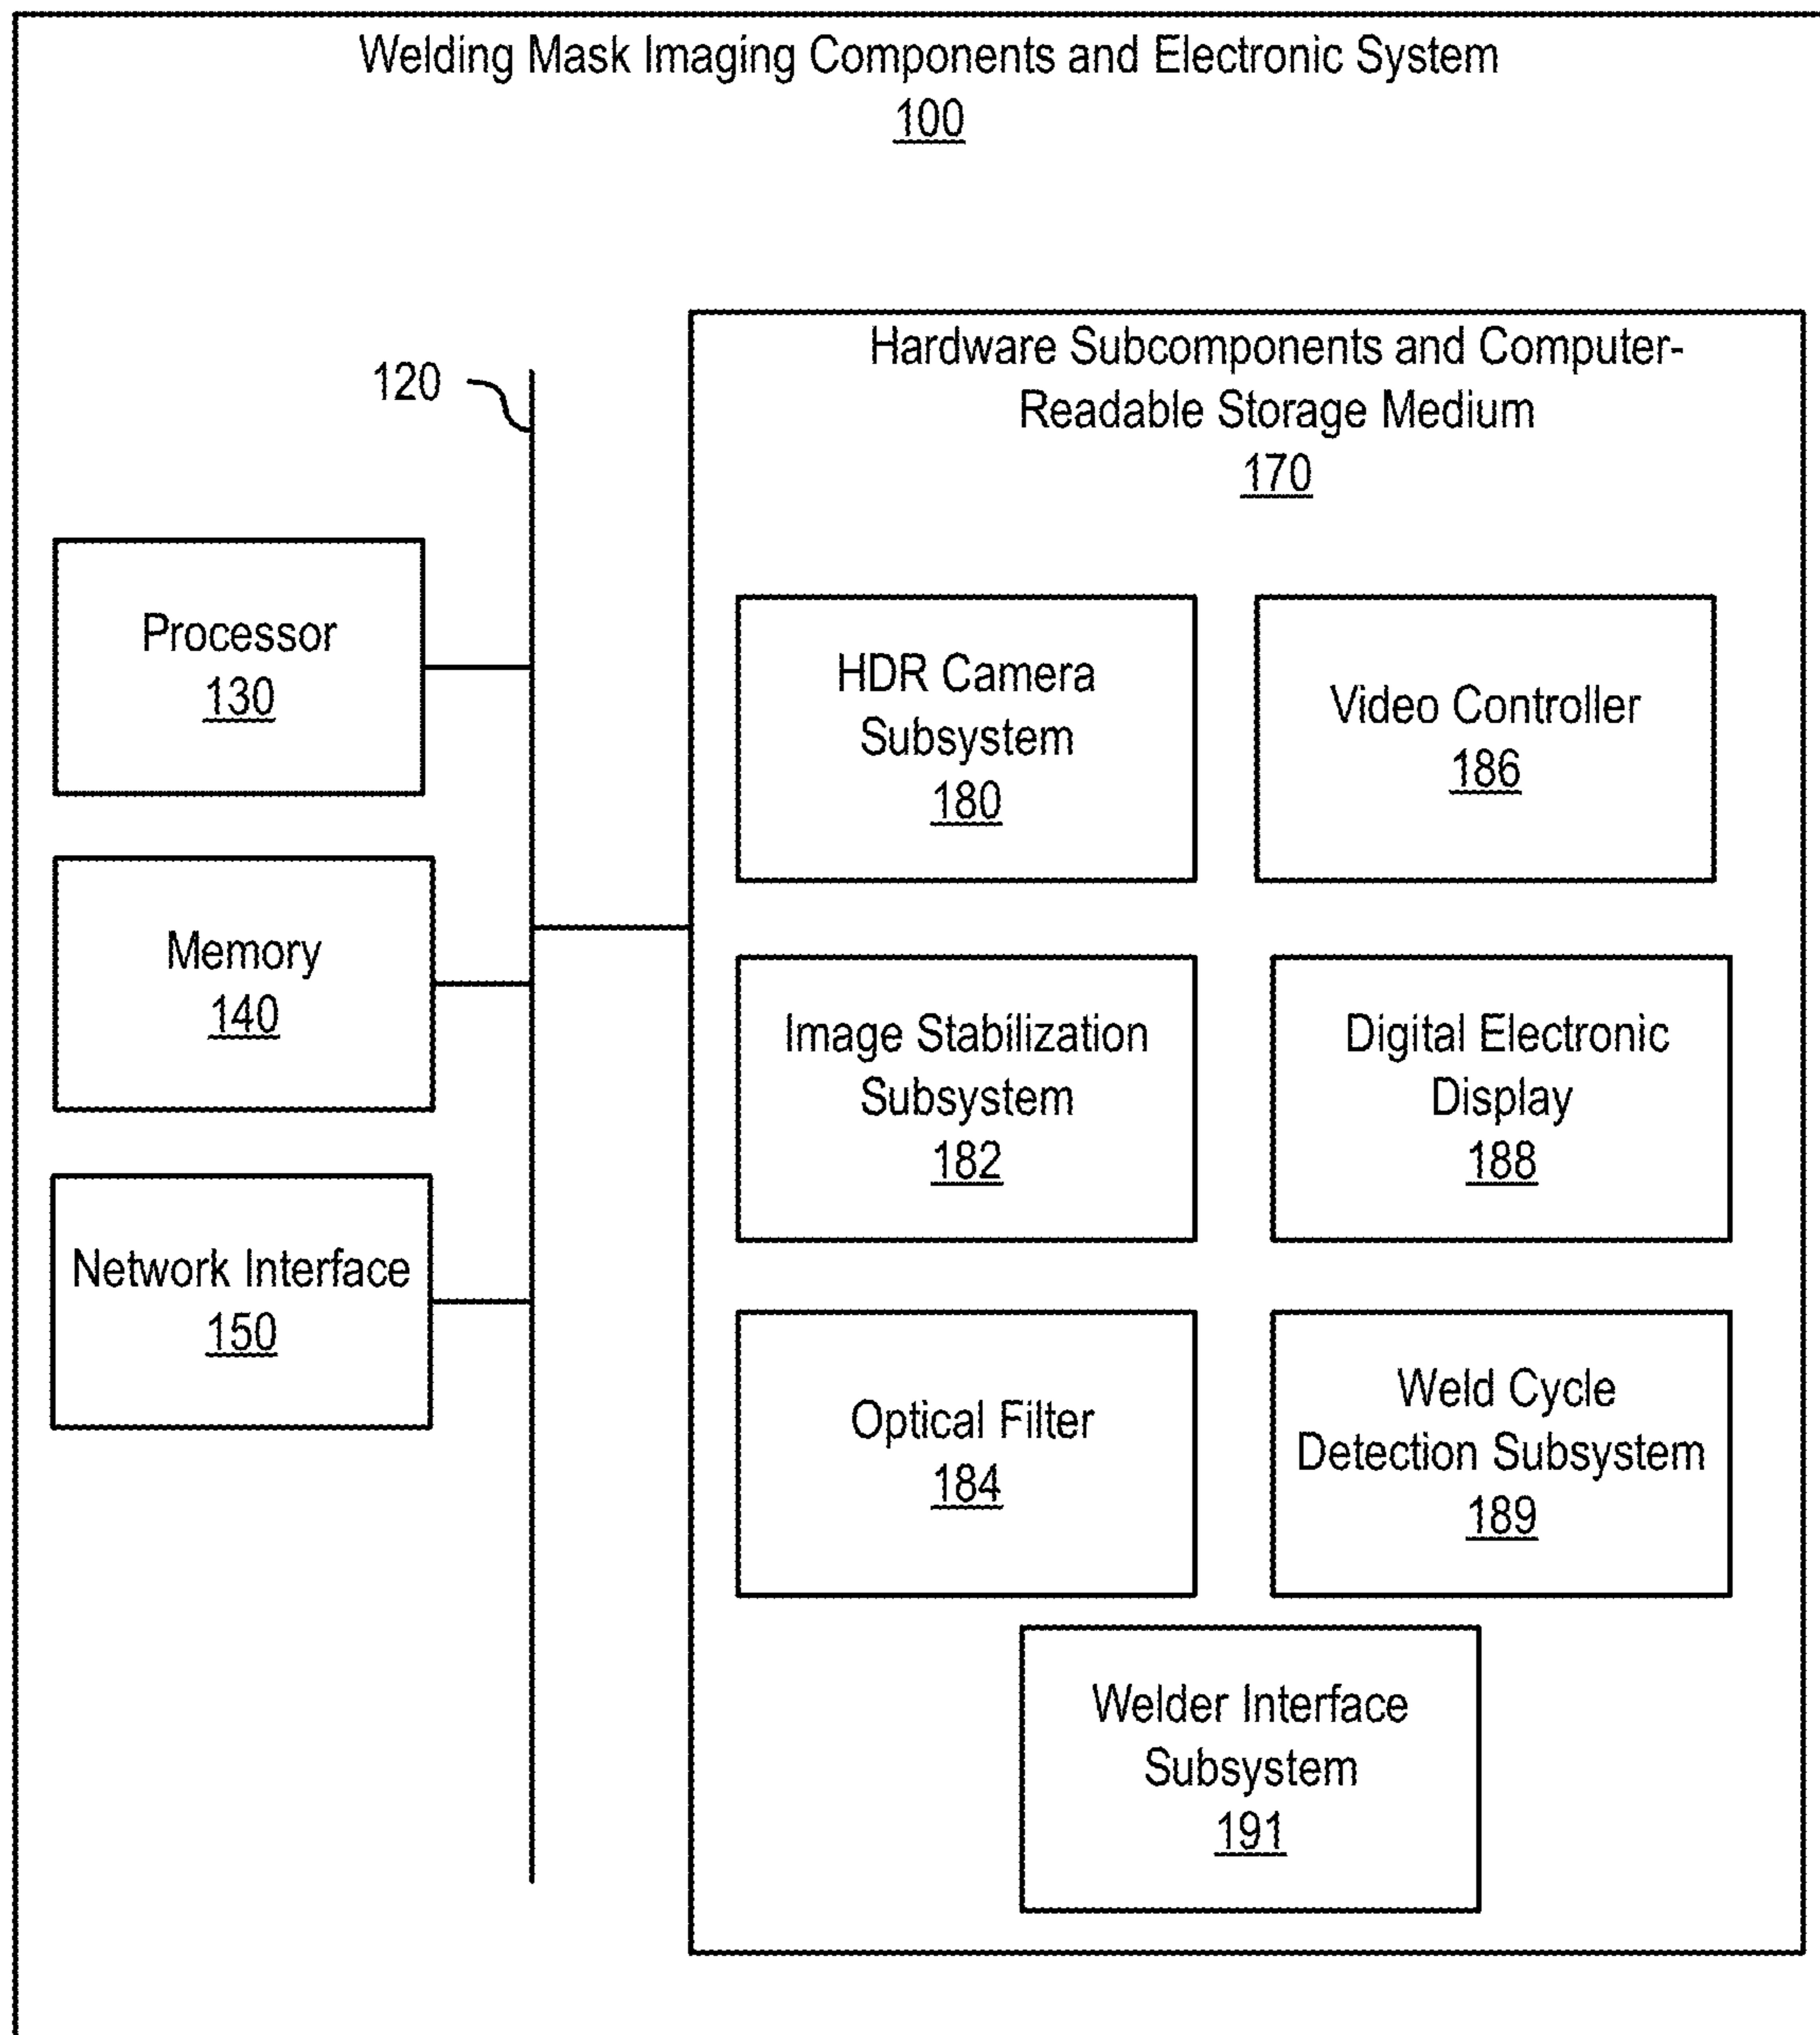 Welding Mask Imaging Components and Electronic System
100
120
Processor
130
Memory
140
Network Interface
150
Hardware Subcomponents and Computer-
Readable Storage Medium
170
HDR Camera
Subsystem
180
Video Controller
186
Image Stabilization
Subsystem
182
Digital Electronic
Display
188
Optical Filter
184
Weld Cycle
Detection Subsystem
189
Welder Interface
Subsystem
191